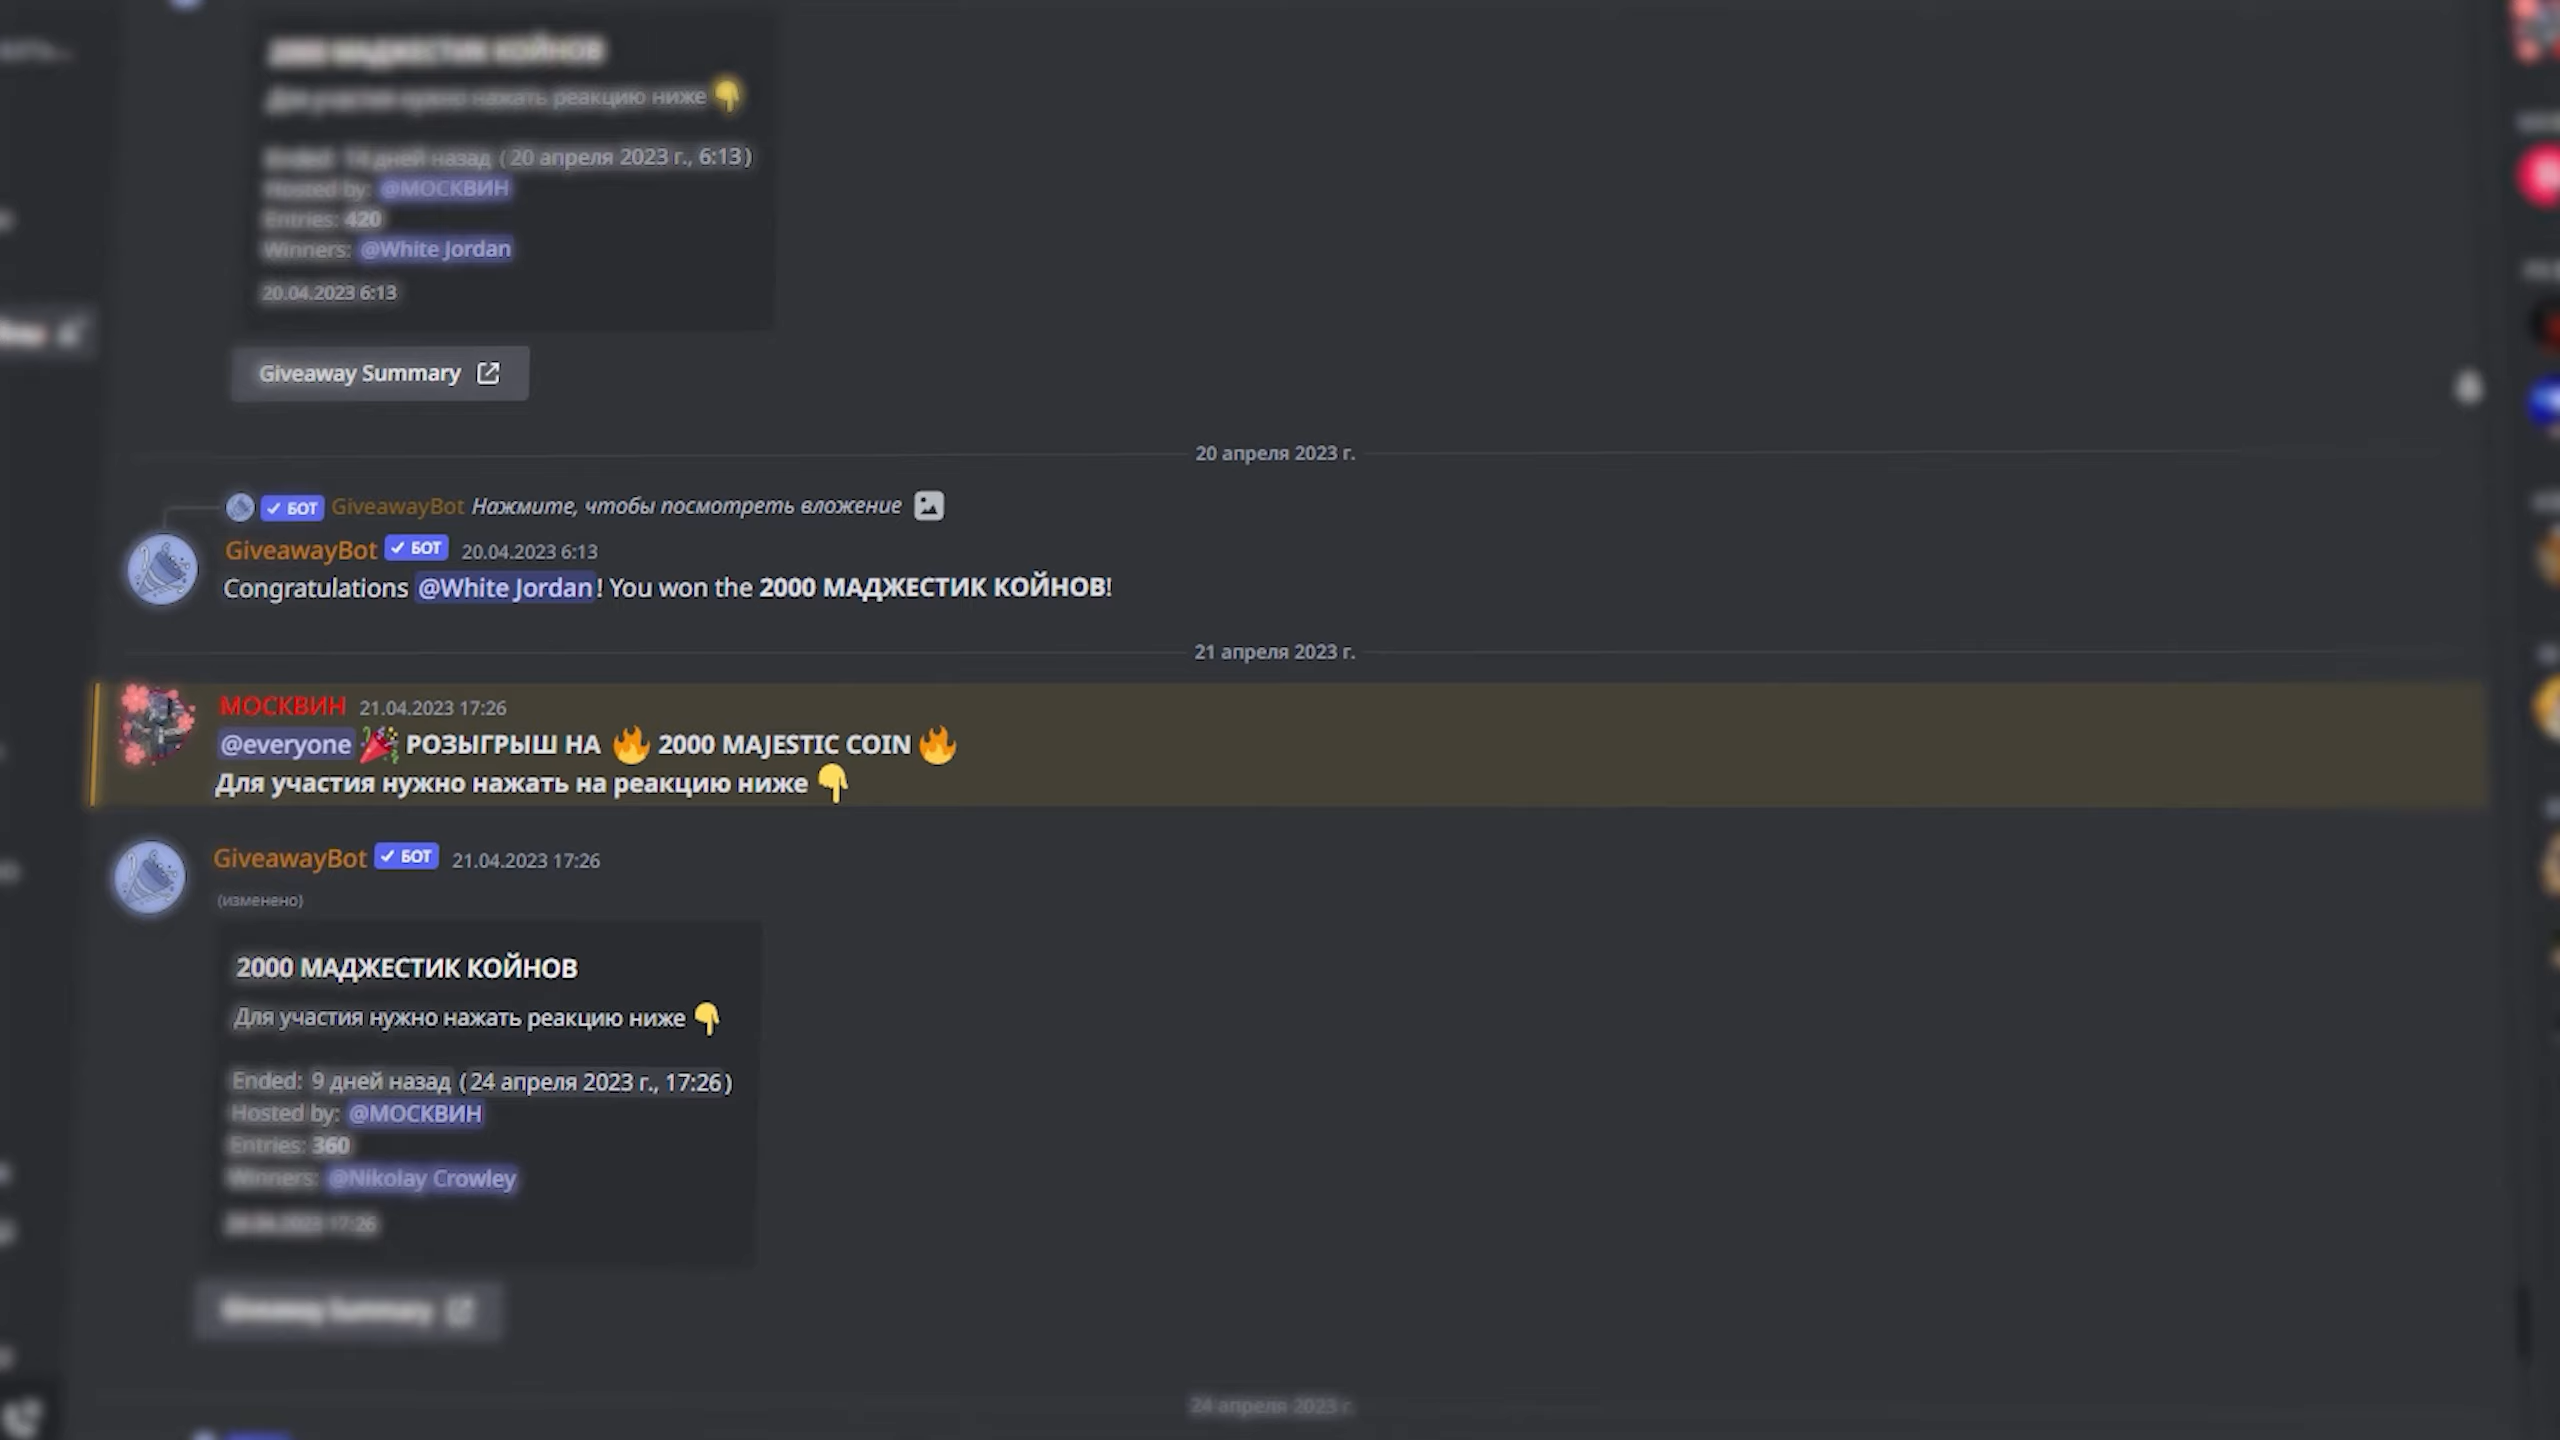 2000 МАДЖЕСТИК КОЙНОВ
Для участия нужно нажать реакцию ниже 👇
Ended: 14 дней назад (20 апреля 2023 г., 6:13)
Hosted by: @МОСКВИН
Entries: 420
Winners: @White Jordan
20.04.2023 6:13
Giveaway Summary
20 апреля 2023 г.
✓ БОТ GiveawayBot Нажмите, чтобы посмотреть вложение
GiveawayBot ✓ БОТ 20.04.2023 6:13
Congratulations @White Jordan! You won the 2000 МАДЖЕСТИК КОЙНОВ!
21 апреля 2023 г.
МОСКВИН 21.04.2023 17:26
@everyone 🎉 РОЗЫГРЫШ НА 🔥 2000 MAJESTIC COIN 🔥
Для участия нужно нажать на реакцию ниже 👇
GiveawayBot ✓ БОТ 21.04.2023 17:26
(изменено)
2000 МАДЖЕСТИК КОЙНОВ
Для участия нужно нажать реакцию ниже 👇
Ended: 9 дней назад (24 апреля 2023 г., 17:26)
Hosted by: @МОСКВИН
Entries: 360
Winners: @Nikolay Crowley
24.04.2023 17:26
Giveaway Summary
24 апреля 2023 г.